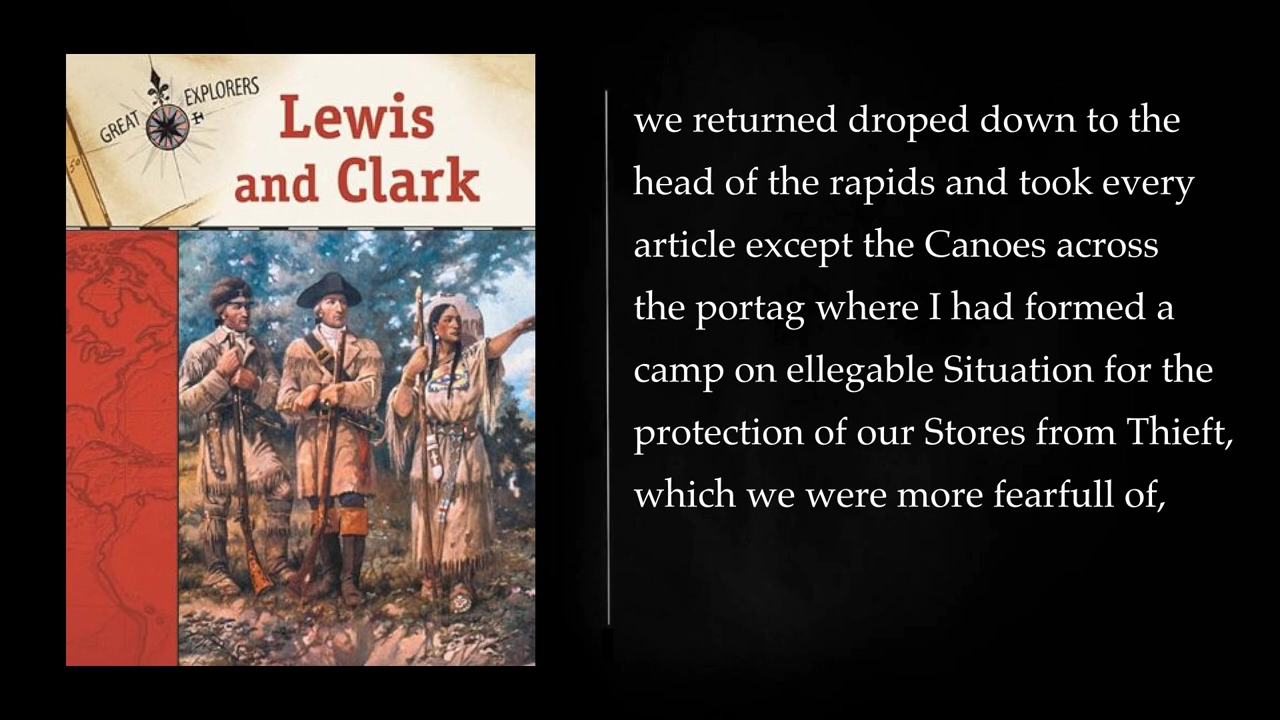 GREAT EXPLORERS
Lewis
and Clark
we returned droped down to the
head of the rapids and took every
article except the Canoes across
the portag where I had formed a
camp on ellegable Situation for the
protection of our Stores from Thieft,
which we were more fearfull of,